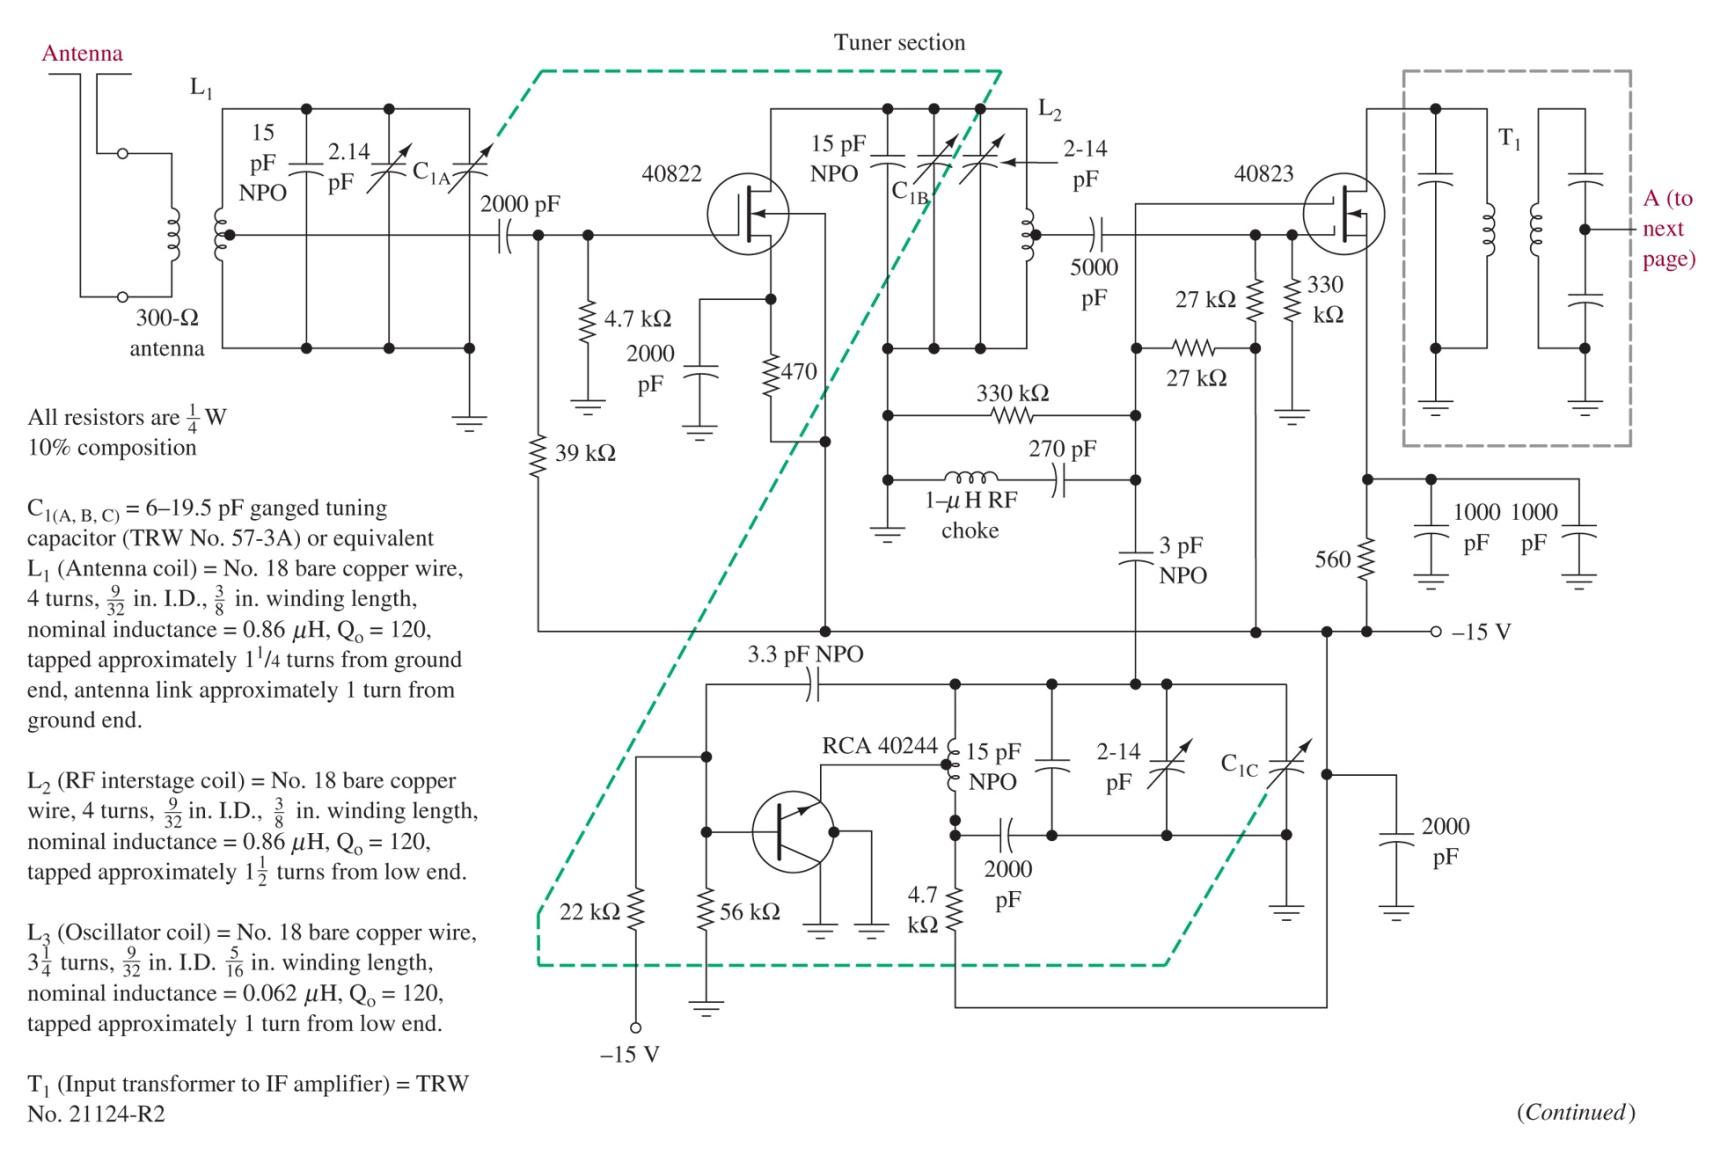 Tuner section
Antenna
L1
15
pF
NPO
2.14
pF
C1A
2000 pF
40822
15 pF
NPO
C1B
L2
2-14
pF
40823
T1
A (to
next
page)
300-Ω
antenna
4.7 kΩ
2000
pF
470
5000
pF
27 kΩ
330
kΩ
27 kΩ
330 kΩ
39 kΩ
270 pF
1–μH RF
choke
3 pF
NPO
560
1000
pF
1000
pF
–15 V
All resistors are 1/4 W
10% composition
C1(A, B, C) = 6–19.5 pF ganged tuning
capacitor (TRW No. 57-3A) or equivalent
L1 (Antenna coil) = No. 18 bare copper wire,
4 turns, 9/32 in. I.D., 3/8 in. winding length,
nominal inductance = 0.86 μH, Qo = 120,
tapped approximately 1 1/4 turns from ground
end, antenna link approximately 1 turn from
ground end.
L2 (RF interstage coil) = No. 18 bare copper
wire, 4 turns, 9/32 in. I.D., 3/8 in. winding length,
nominal inductance = 0.86 μH, Qo = 120,
tapped approximately 1 1/2 turns from low end.
L3 (Oscillator coil) = No. 18 bare copper wire,
3 1/4 turns, 9/32 in. I.D. 5/16 in. winding length,
nominal inductance = 0.062 μH, Qo = 120,
tapped approximately 1 turn from low end.
T1 (Input transformer to IF amplifier) = TRW
No. 21124-R2
3.3 pF NPO
RCA 40244
15 pF
NPO
2-14
pF
C1C
2000
pF
2000
pF
22 kΩ
56 kΩ
4.7
kΩ
–15 V
(Continued)